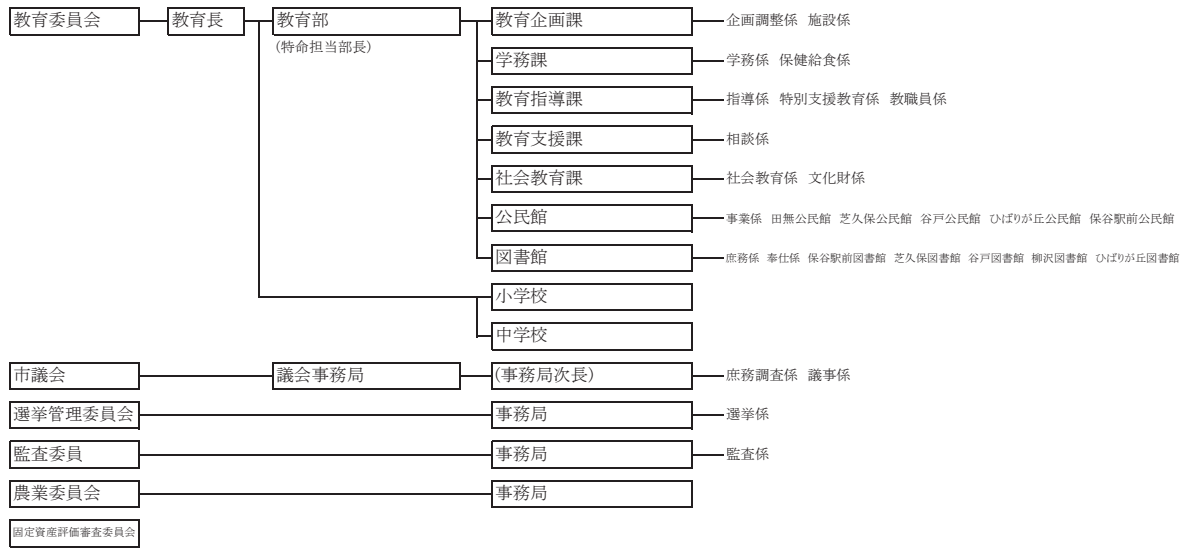 教育委員会 教育長 教育部 教育企画課 企画調整係 施設係
(特命担当部長)
学務課 学務係 保健給食係
教育指導課 指導係 特別支援教育係 教職員係
教育支援課 相談係
社会教育課 社会教育係 文化財係
公民館 事業係 田無公民館 芝久保公民館 谷戸公民館 ひばりが丘公民館 保谷駅前公民館
図書館 庶務係 奉仕係 保谷駅前図書館 芝久保図書館 谷戸図書館 柳沢図書館 ひばりが丘図書館
小学校
中学校
市議会 議会事務局 (事務局次長) 庶務調査係 議事係
選挙管理委員会 事務局 選挙係
監査委員 事務局 監査係
農業委員会 事務局
固定資産評価審査委員会